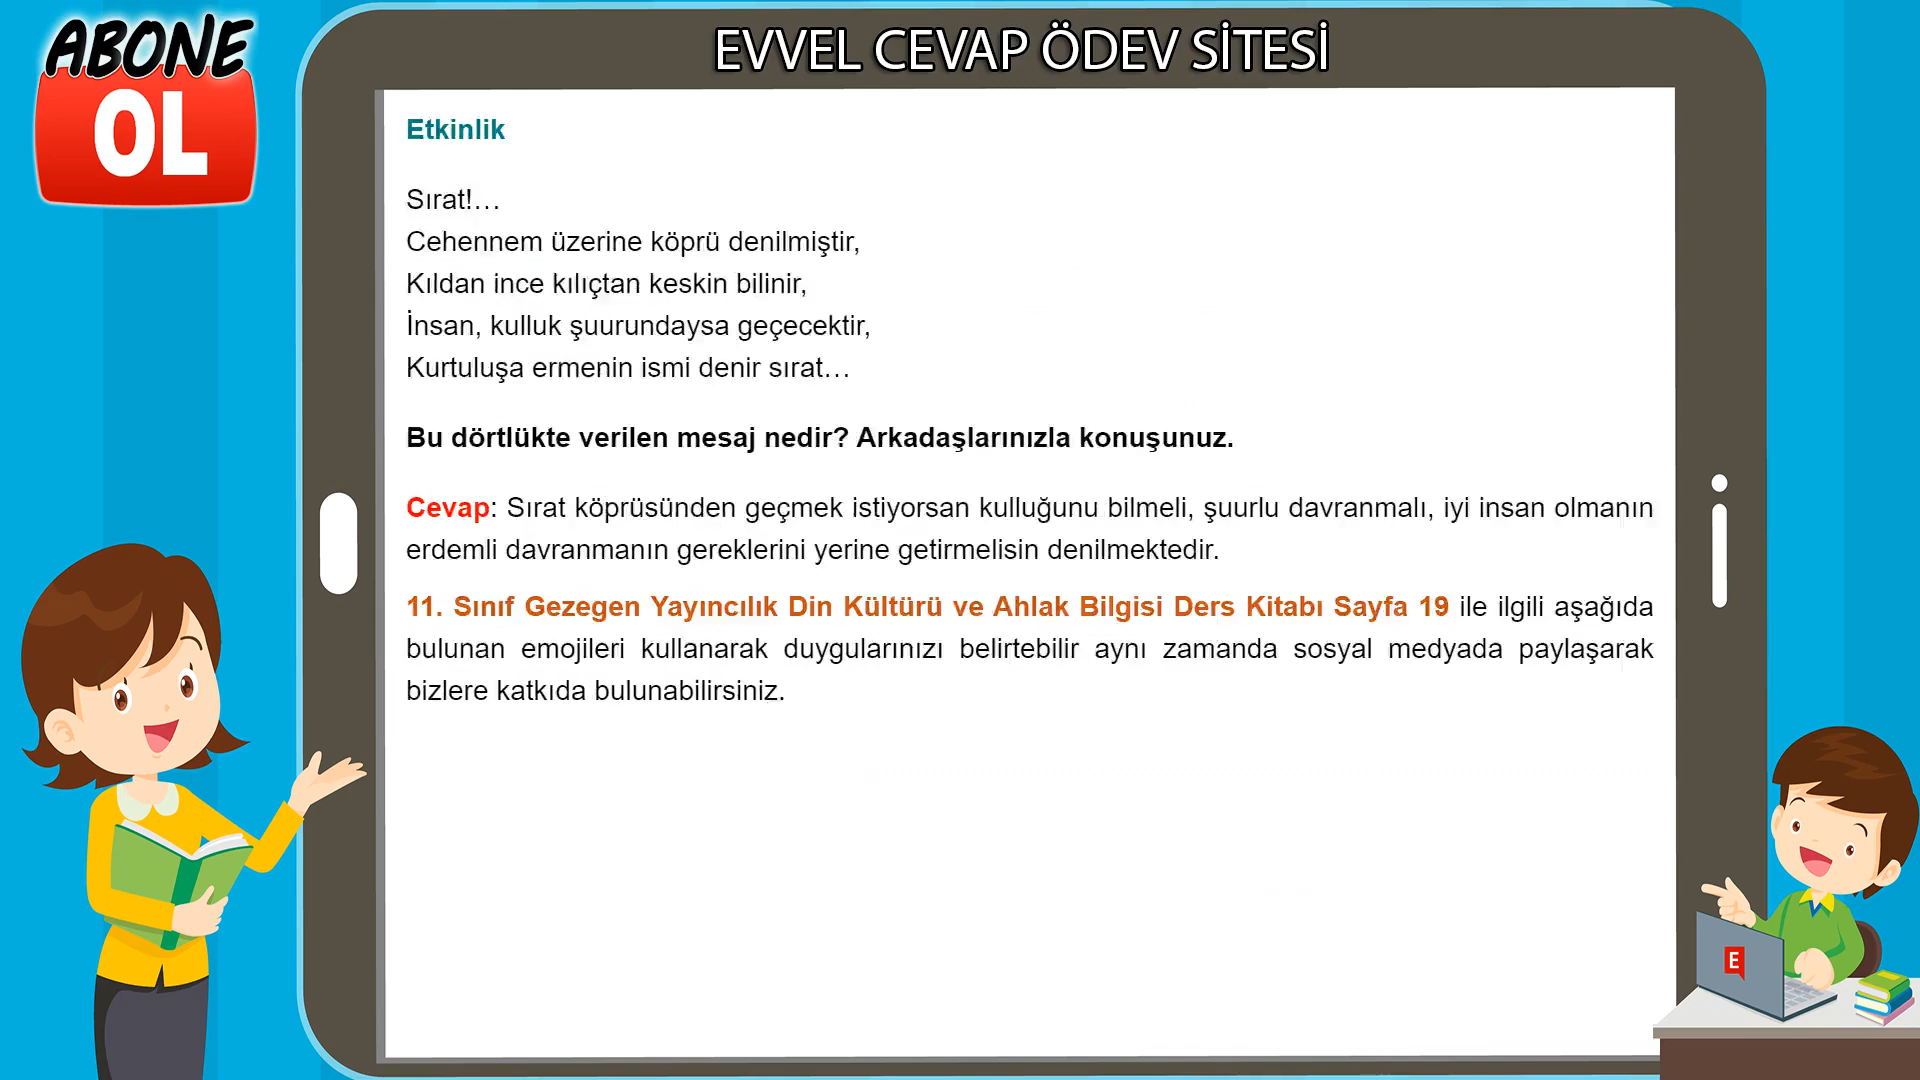 ABONE
OL
EVVEL CEVAP ÖDEV SİTESİ
Etkinlik
Sırat!…
Cehennem üzerine köprü denilmiştir,
Kıldan ince kılıçtan keskin bilinir,
İnsan, kulluk şuurundaysa geçecektir,
Kurtuluşa ermenin ismi denir sırat…
Bu dörtlükte verilen mesaj nedir? Arkadaşlarınızla konuşunuz.
Cevap: Sırat köprüsünden geçmek istiyorsan kulluğunu bilmeli, şuurlu davranmalı, iyi insan olmanın
erdemli davranmanın gereklerini yerine getirmelisin denilmektedir.
11. Sınıf Gezegen Yayıncılık Din Kültürü ve Ahlak Bilgisi Ders Kitabı Sayfa 19 ile ilgili aşağıda
bulunan emojileri kullanarak duygularınızı belirtebilir aynı zamanda sosyal medyada paylaşarak
bizlere katkıda bulunabilirsiniz.
E